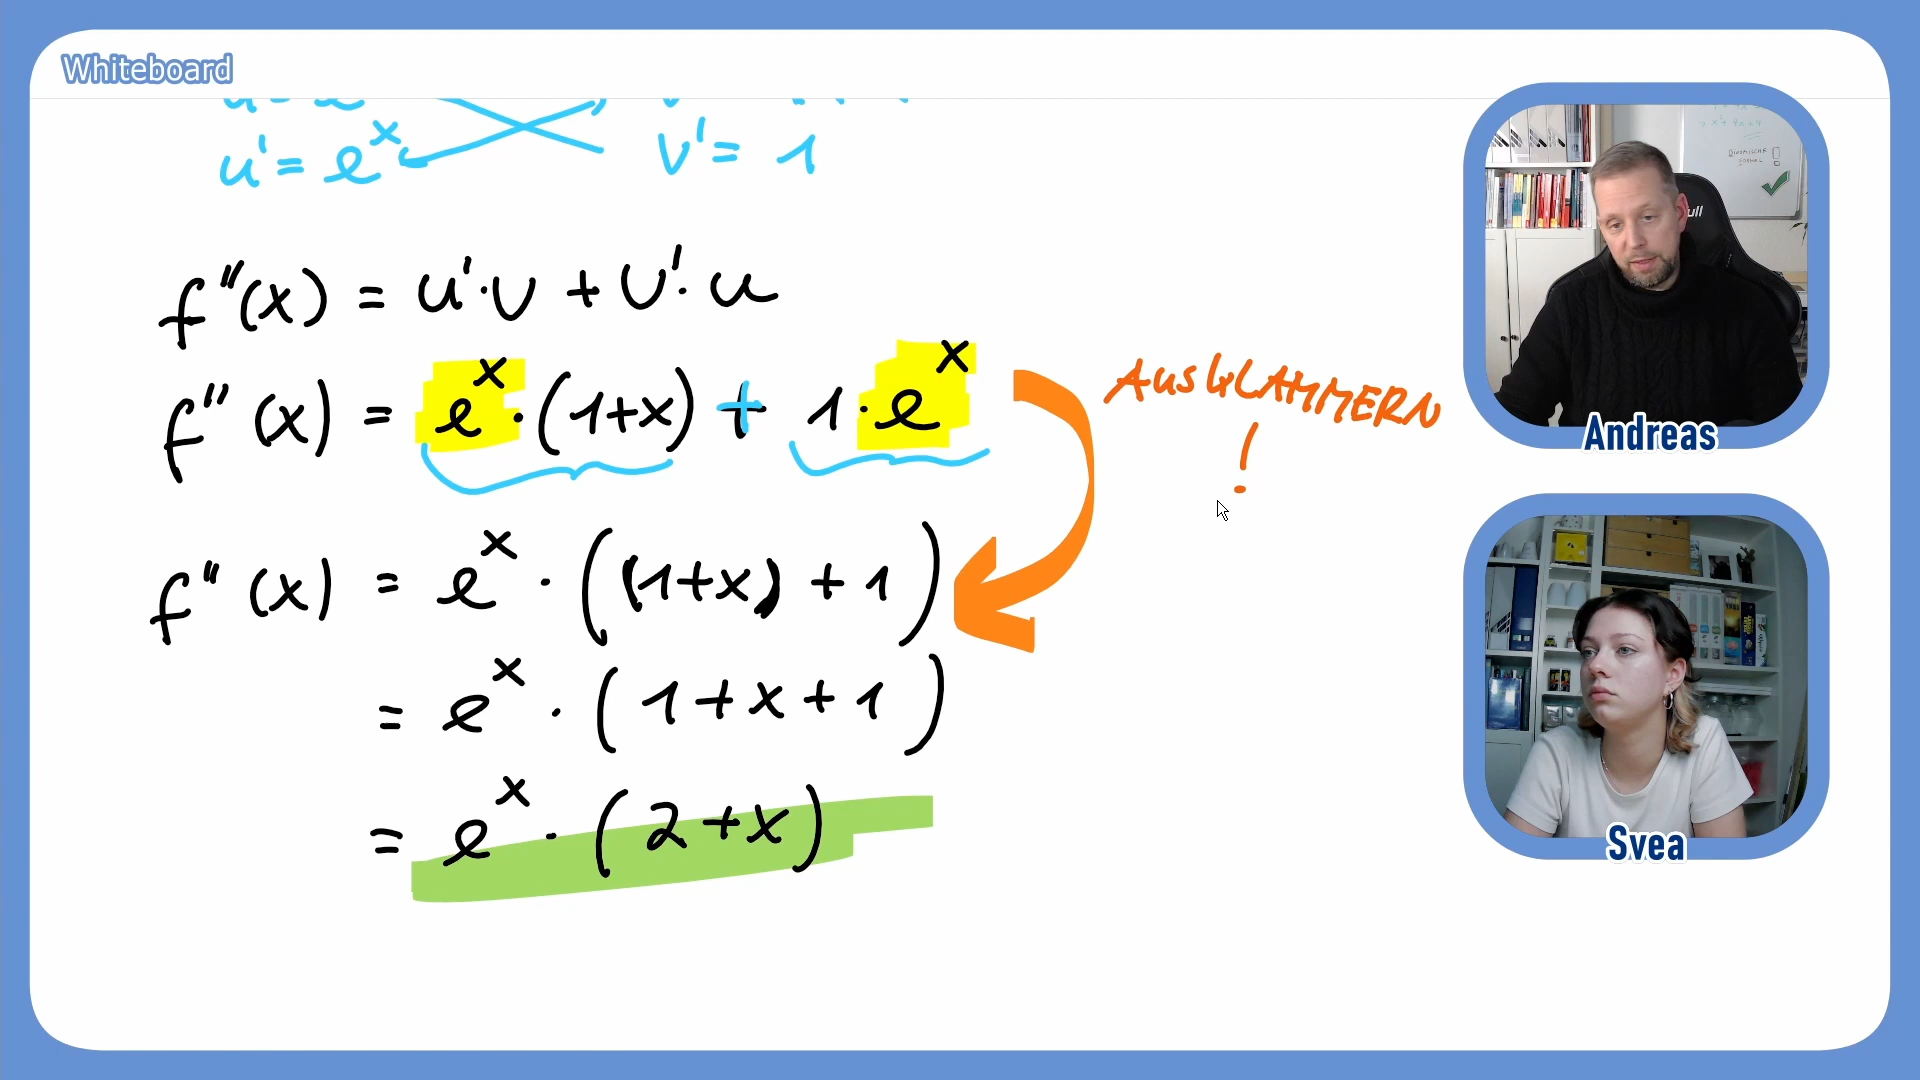 Whiteboard
u' = e^x v' = 1
f''(x) = u'·v + v'·u
f''(x) = e^x·(1+x) + 1·e^x
AUSKLAMMERN
!
f''(x) = e^x · ((1+x) + 1)
= e^x · (1+x+1)
= e^x · (2+x)
Andreas
Svea